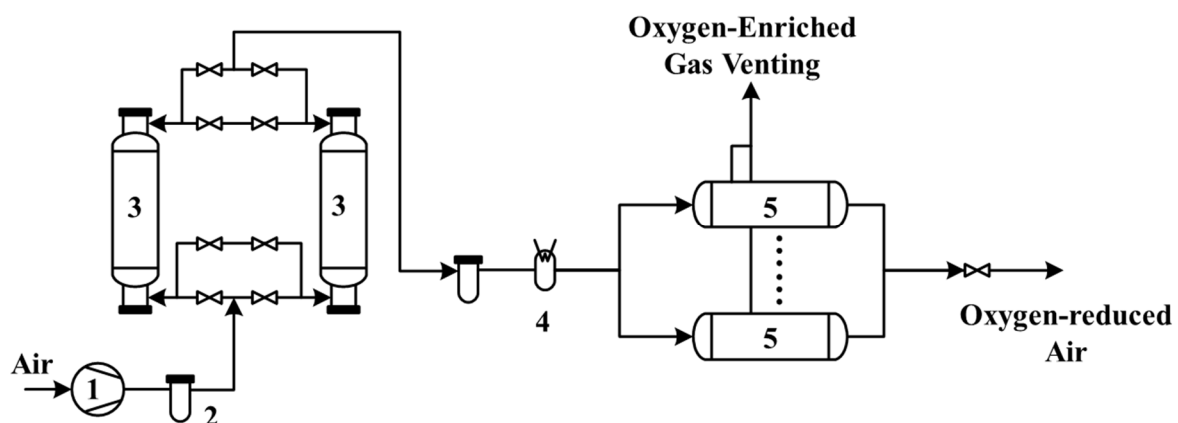 Oxygen-Enriched
Gas Venting
3
3
5
4
5
Oxygen-reduced
Air
Air
1
2